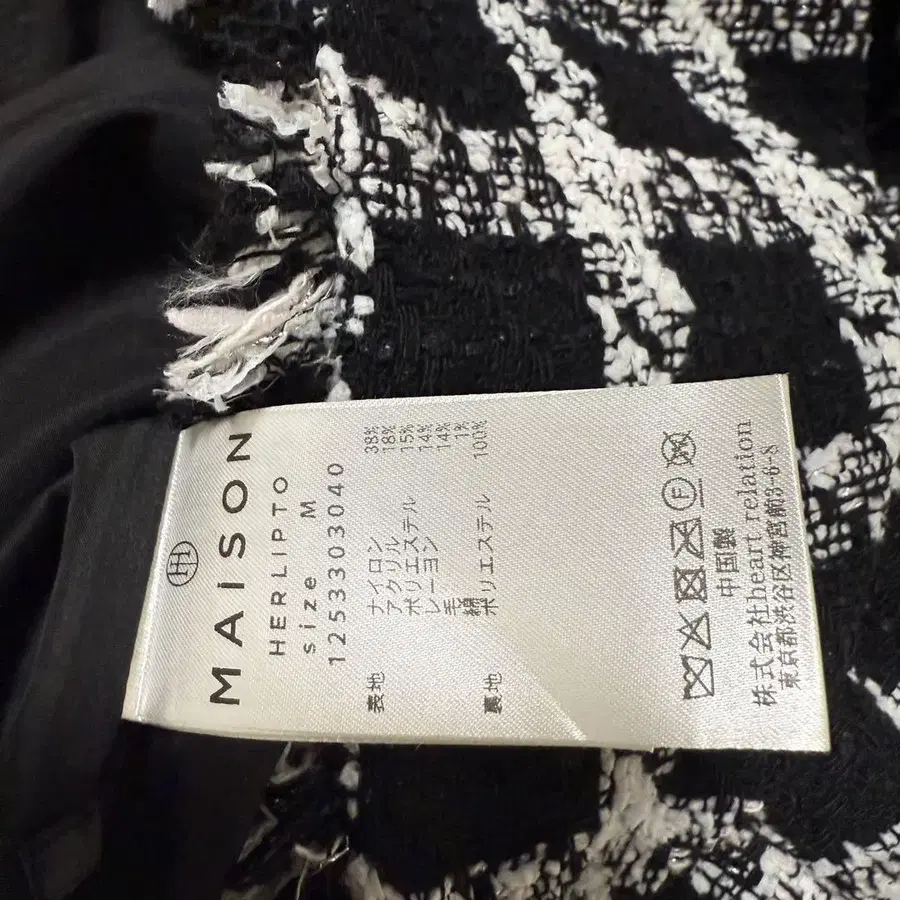 MAISON
HERLIPTO
size M
1253303040
表地 ナイロン 38%
アクリル 18%
ポリエステル 15%
レーヨン 14%
毛 14%
綿 1%
裏地 ポリエステル 100%
F
中国製
株式会社heart relation
東京都渋谷区神宮前3-6-8